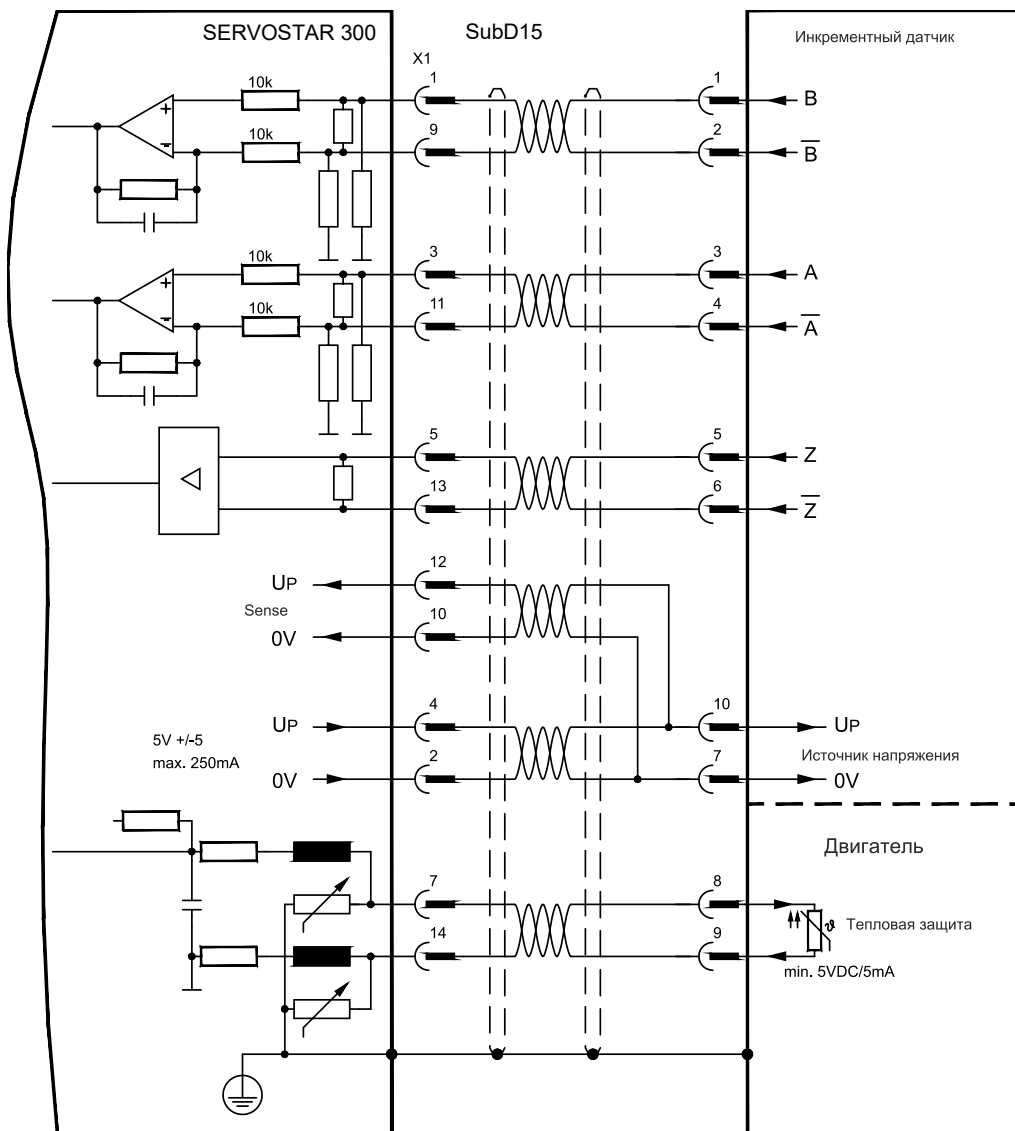 SERVOSTAR 300
SubD15
Инкрементный датчик
X1
10k
1
1
B
10k
9
2
B̅
10k
3
3
A
10k
11
4
A̅
5
5
Z
13
6
Z̅
UP
12
Sense
0V
10
UP
4
10
UP
5V +/-5
max. 250mA
Источник напряжения
0V
2
7
0V
Двигатель
7
8
ϑ
Тепловая защита
14
9
min. 5VDC/5mA